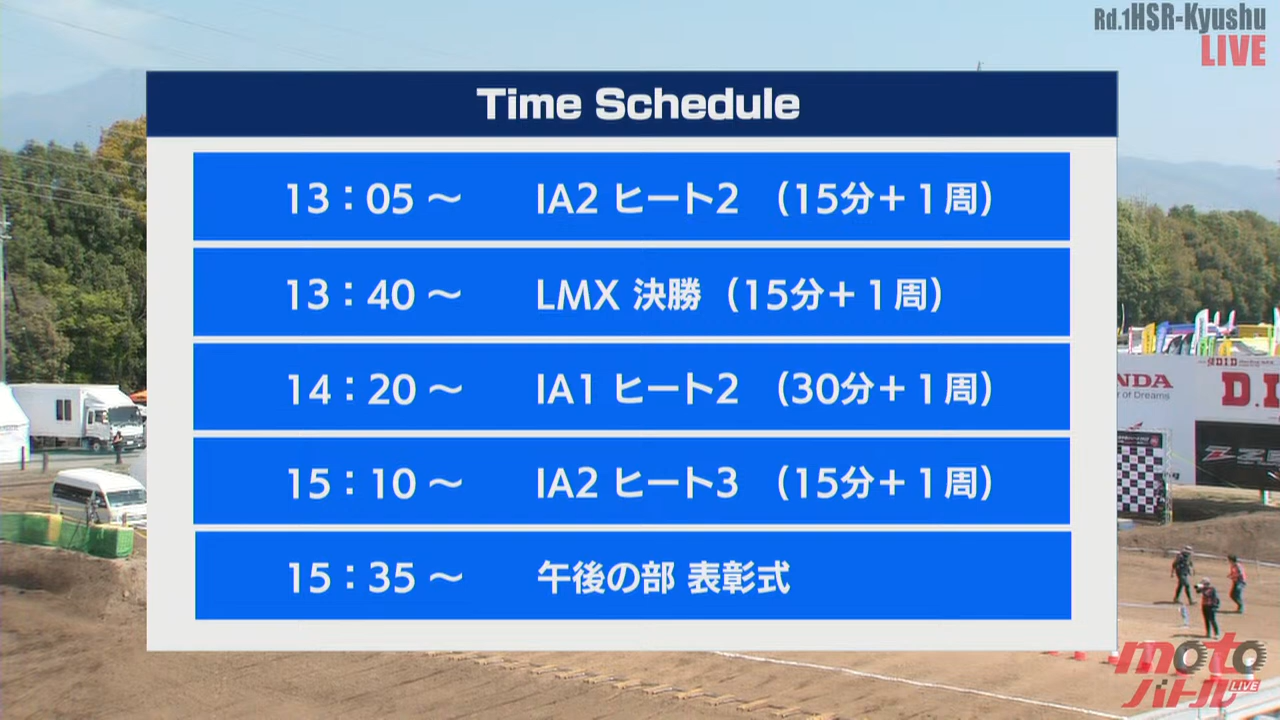 Rd.1HSR-Kyushu
LIVE
Time Schedule
13：05～ IA2 ヒート2 （15分＋１周）
13：40～ LMX 決勝（15分＋１周）
14：20～ IA1 ヒート2 （30分＋１周）
15：10～ IA2 ヒート3 （15分＋１周）
15：35～ 午後の部 表彰式
NDA
of Dreams
D.I.D
D.I
ZE
moto
バトル
LIVE